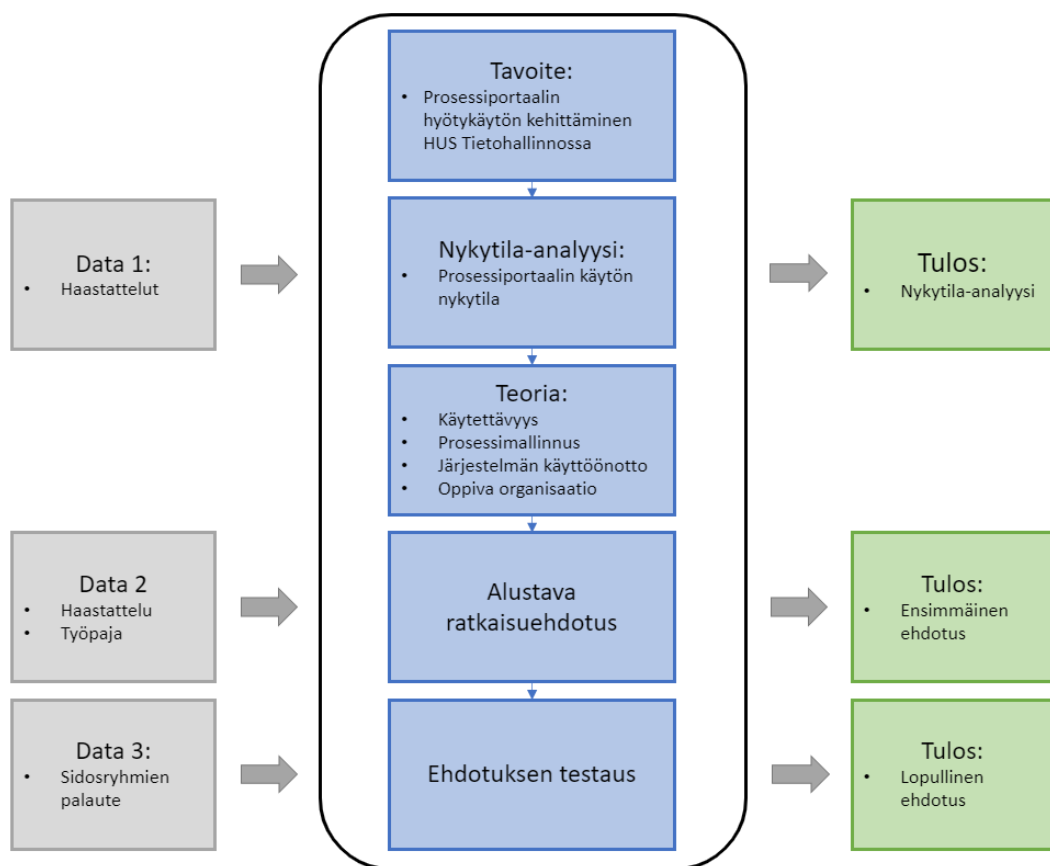 Tavoite:
• Prosessiportaalin
hyötykäytön kehittäminen
HUS Tietohallinnossa
Data 1:
• Haastattelut
Nykytila-analyysi:
• Prosessiportaalin käytön
nykytila
Tulos:
• Nykytila-analyysi
Teoria:
• Käytettävyys
• Prosessimallinnus
• Järjestelmän käyttöönotto
• Oppiva organisaatio
Data 2
• Haastattelu
• Työpaja
Alustava
ratkaisuehdotus
Tulos:
• Ensimmäinen
ehdotus
Data 3:
• Sidosryhmien
palaute
Ehdotuksen testaus
Tulos:
• Lopullinen
ehdotus